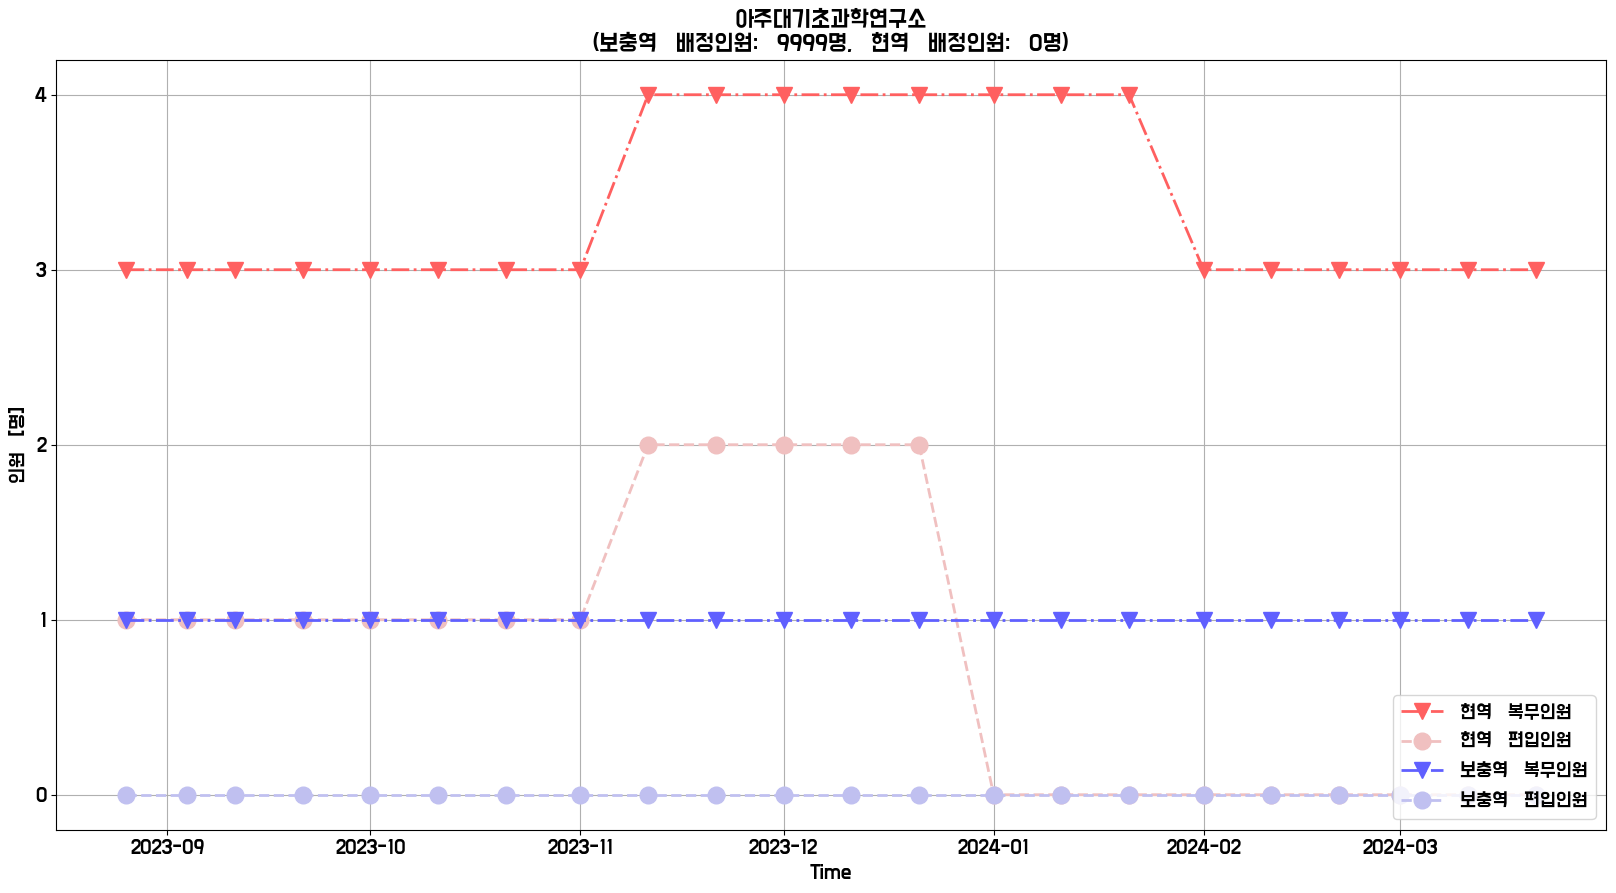 아주대기초과학연구소
(보충역 배정인원: 9999명, 현역 배정인원: 0명)
인원 [명]
4
3
2
1
0
2023-09
2023-10
2023-11
2023-12
2024-01
2024-02
2024-03
Time
현역 복무인원
현역 편입인원
보충역 복무인원
보충역 편입인원